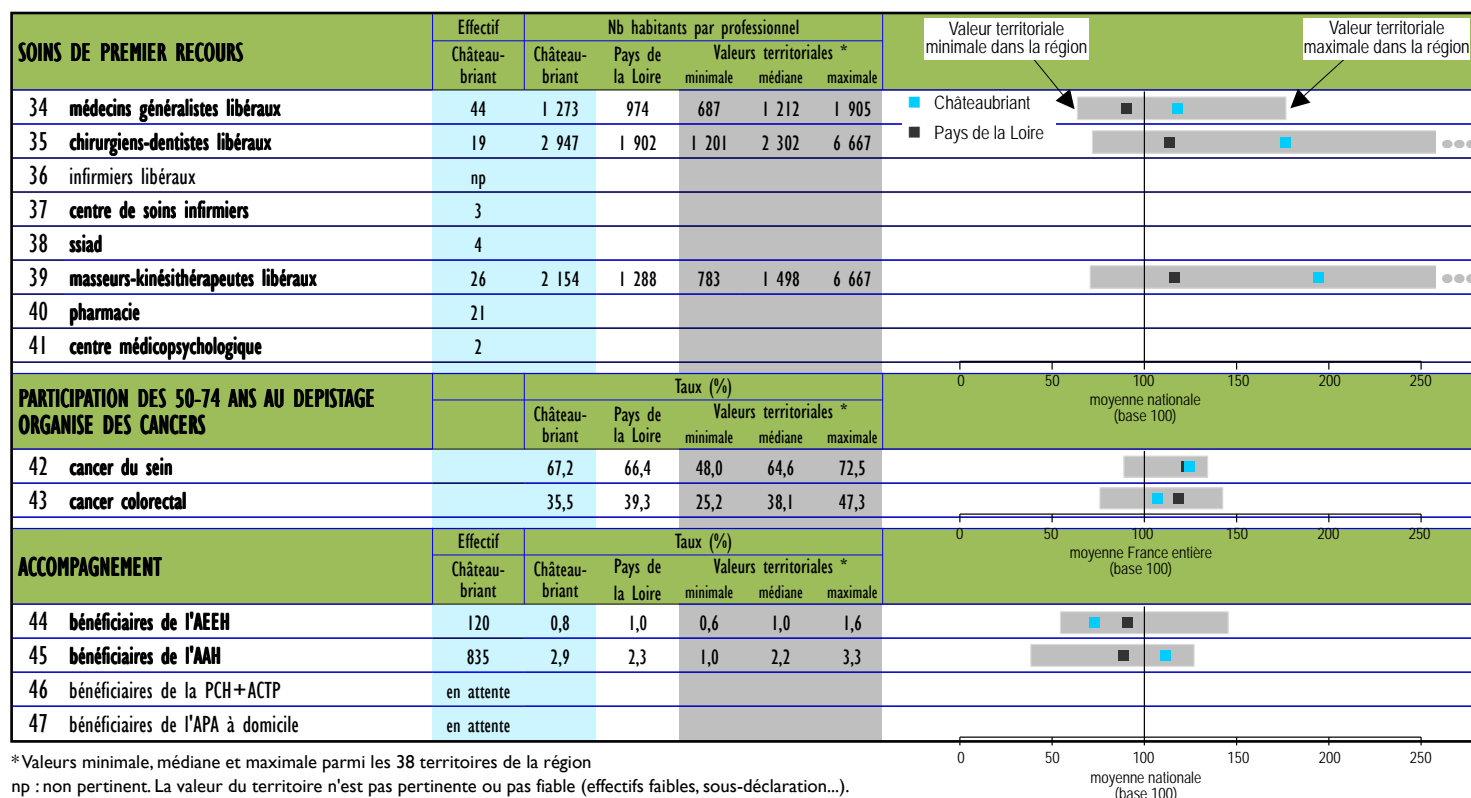 SOINS DE PREMIER RECOURS
Effectif
Nb habitants par professionnel
Château-briant
Château-briant
Pays de la Loire
Valeurs territoriales *
minimale médiane maximale
Valeur territoriale minimale dans la région
Valeur territoriale maximale dans la région
34 médecins généralistes libéraux 44 1 273 974 687 1 212 1 905
Châteaubriant
Pays de la Loire
35 chirurgiens-dentistes libéraux 19 2 947 1 902 1 201 2 302 6 667
36 infirmiers libéraux np
37 centre de soins infirmiers 3
38 ssiad 4
39 masseurs-kinésithérapeutes libéraux 26 2 154 1 288 783 1 498 6 667
40 pharmacie 21
41 centre médicopsychologique 2
0 50 100 150 200 250
moyenne nationale
(base 100)
PARTICIPATION DES 50-74 ANS AU DEPISTAGE
ORGANISE DES CANCERS
Taux (%)
Château-briant
Pays de la Loire
Valeurs territoriales *
minimale médiane maximale
42 cancer du sein 67,2 66,4 48,0 64,6 72,5
43 cancer colorectal 35,5 39,3 25,2 38,1 47,3
0 50 100 150 200 250
moyenne France entière
(base 100)
ACCOMPAGNEMENT
Effectif
Taux (%)
Château-briant
Château-briant
Pays de la Loire
Valeurs territoriales *
minimale médiane maximale
44 bénéficiaires de l'AEEH 120 0,8 1,0 0,6 1,0 1,6
45 bénéficiaires de l'AAH 835 2,9 2,3 1,0 2,2 3,3
46 bénéficiaires de la PCH+ACTP en attente
47 bénéficiaires de l'APA à domicile en attente
0 50 100 150 200 250
moyenne nationale
(base 100)
* Valeurs minimale, médiane et maximale parmi les 38 territoires de la région
np : non pertinent. La valeur du territoire n'est pas pertinente ou pas fiable (effectifs faibles, sous-déclaration...).